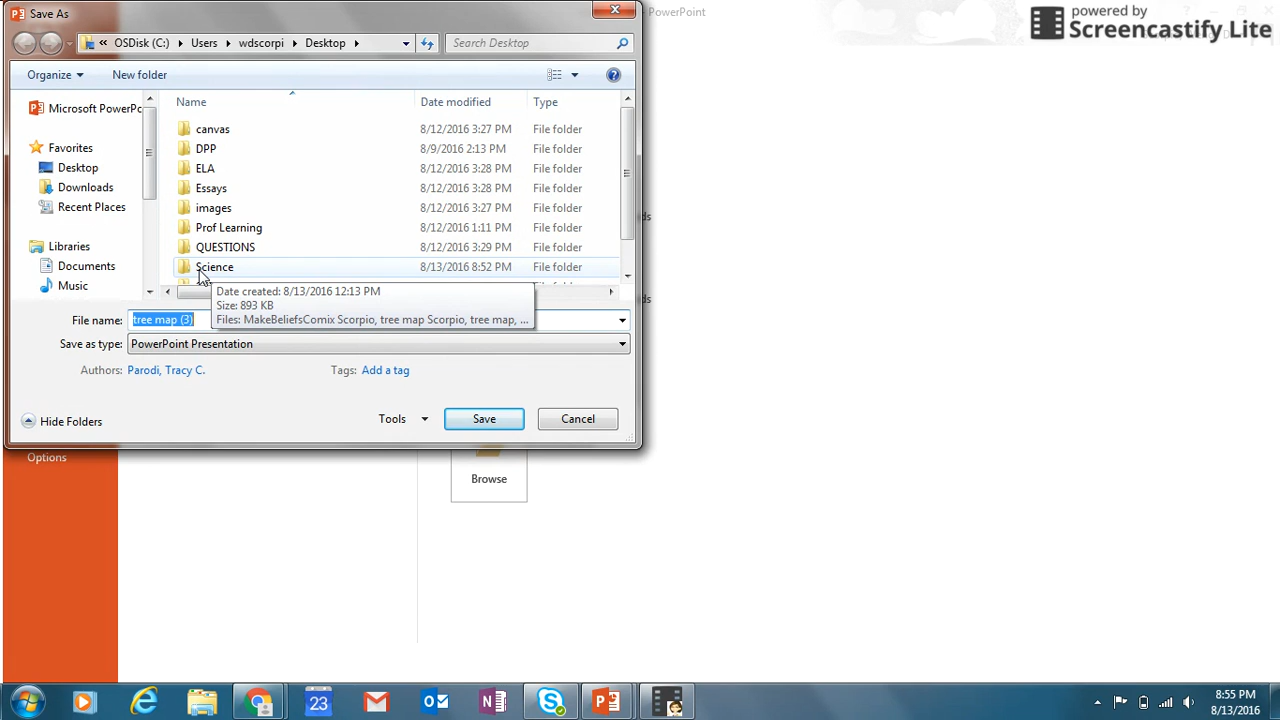 Save As
PowerPoint
powered by
Screencastify Lite
« OSDisk (C:) ▸ Users ▸ wdscorpi ▸ Desktop ▸
Search Desktop
Organize
New folder
Name
Date modified
Type
Microsoft PowerPc
Favorites
Desktop
Downloads
Recent Places
Libraries
Documents
Music
canvas 8/12/2016 3:27 PM File folder
DPP 8/9/2016 2:13 PM File folder
ELA 8/12/2016 3:28 PM File folder
Essays 8/12/2016 3:28 PM File folder
images 8/12/2016 3:27 PM File folder
Prof Learning 8/12/2016 1:11 PM File folder
QUESTIONS 8/12/2016 3:29 PM File folder
Science 8/13/2016 8:52 PM File folder
Date created: 8/13/2016 12:13 PM
Size: 893 KB
Files: MakeBeliefsComix Scorpio, tree map Scorpio, tree map, ...
File name: tree map (3)
Save as type: PowerPoint Presentation
Authors: Parodi, Tracy C.
Tags: Add a tag
Hide Folders
Tools
Save
Cancel
ds
ds
Options
Browse
23
8:55 PM
8/13/2016